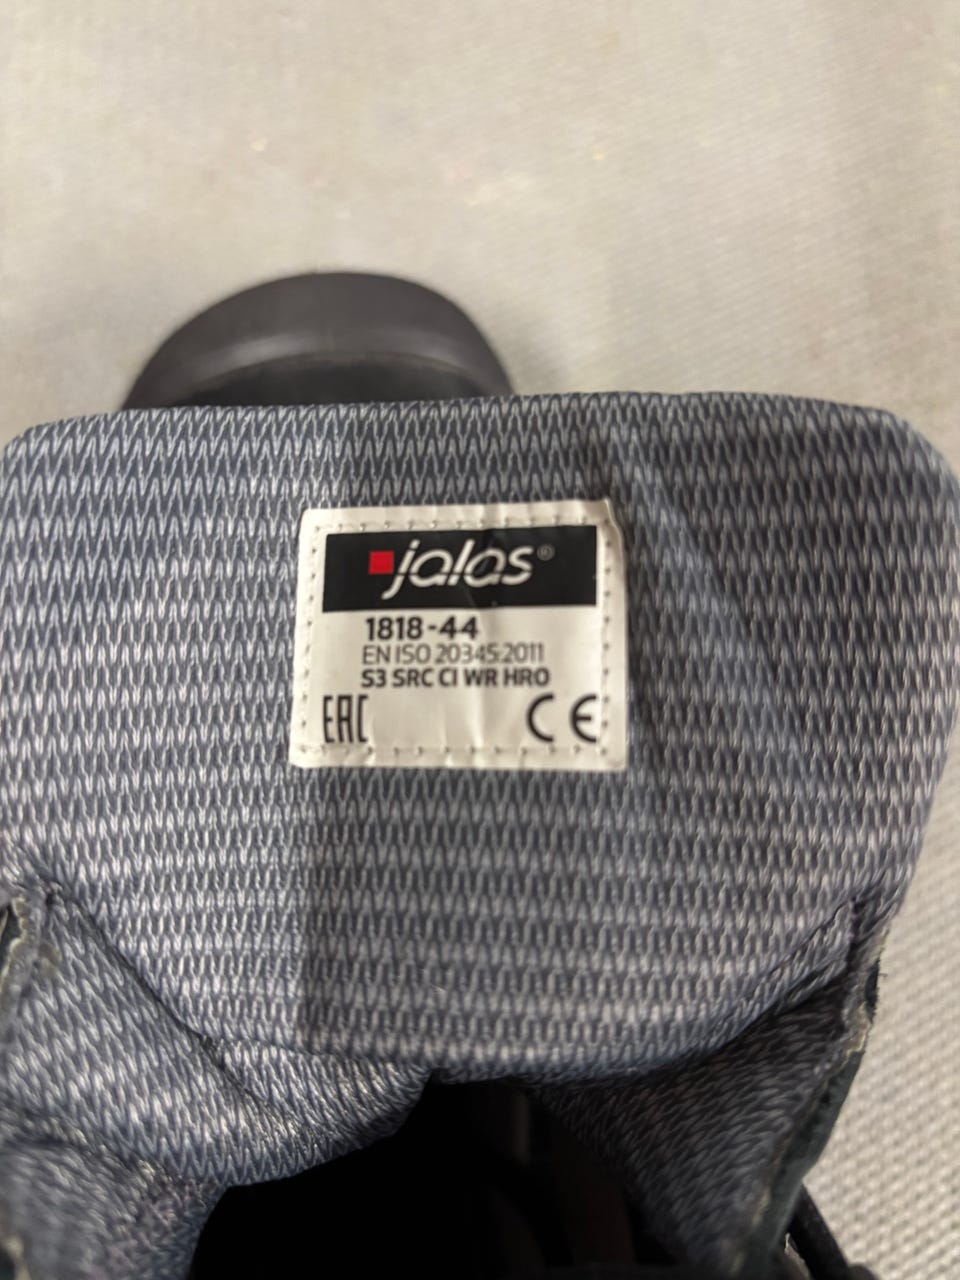 jalas®
1818-44
EN ISO 20345:2011
S3 SRC CI WR HRO
EAC CE